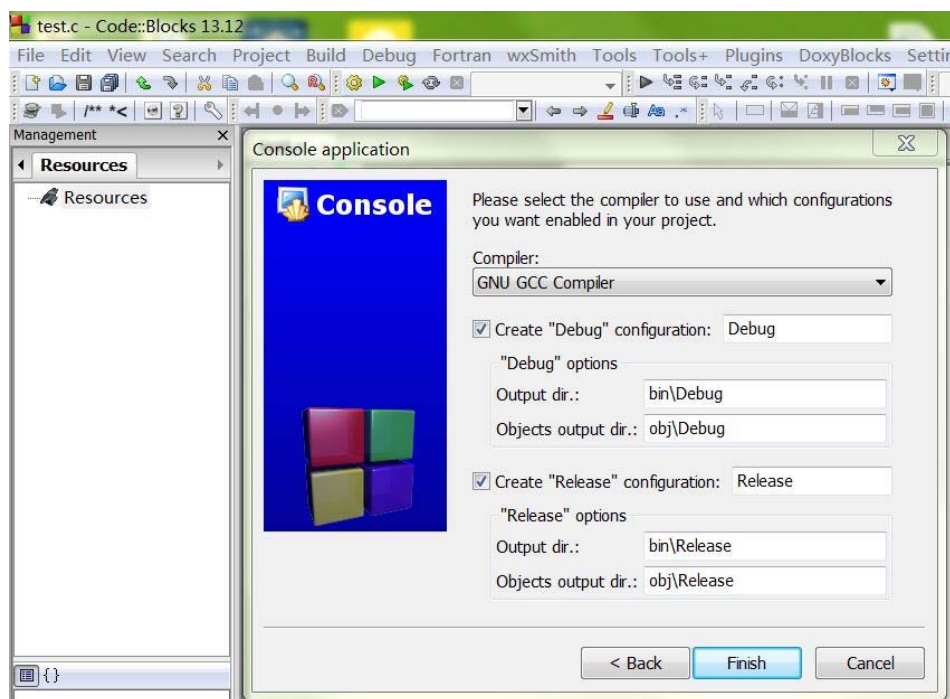 test.c - Code::Blocks 13.12
File Edit View Search Project Build Debug Fortran wxSmith Tools Tools+ Plugins DoxyBlocks Settin
/** *<
Management
Resources
Resources
{}
Console application
Console
Please select the compiler to use and which configurations
you want enabled in your project.
Compiler:
GNU GCC Compiler
Create "Debug" configuration: Debug
"Debug" options
Output dir.: bin\Debug
Objects output dir.: obj\Debug
Create "Release" configuration: Release
"Release" options
Output dir.: bin\Release
Objects output dir.: obj\Release
< Back Finish Cancel